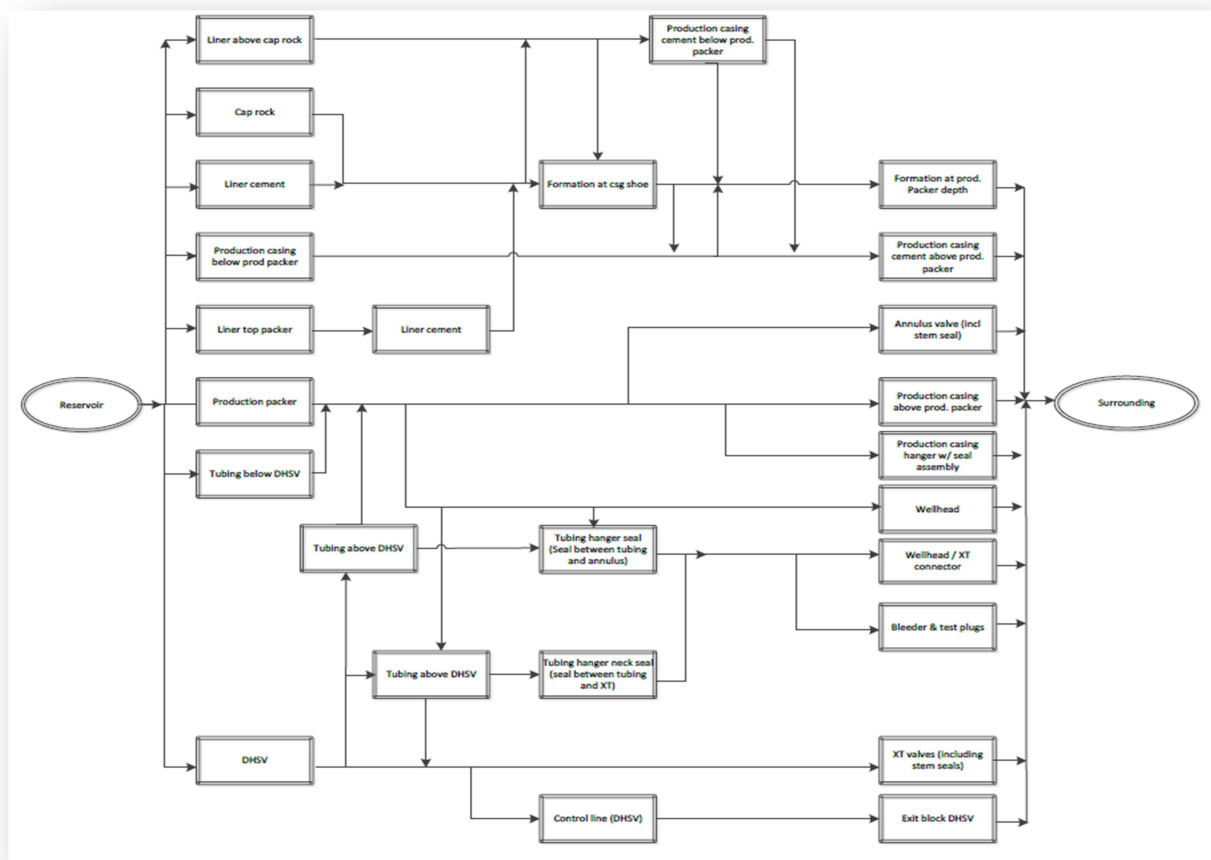 Liner above cap rock
Production casing
cement below prod.
packer
Cap rock
Liner cement
Formation at csg shoe
Formation at prod.
Packer depth
Production casing
below prod packer
Production casing
cement above prod.
packer
Liner top packer
Liner cement
Annulus valve (incl
stem seal)
Reservoir
Production packer
Production casing
above prod. packer
Surrounding
Tubing below DHSV
Production casing
hanger w/ seal
assembly
Wellhead
Tubing above DHSV
Tubing hanger seal
(Seal between tubing
and annulus)
Wellhead / XT
connector
Bleeder & test plugs
Tubing above DHSV
Tubing hanger neck seal
(seal between tubing
and XT)
DHSV
XT valves (including
stem seals)
Control line (DHSV)
Exit block DHSV